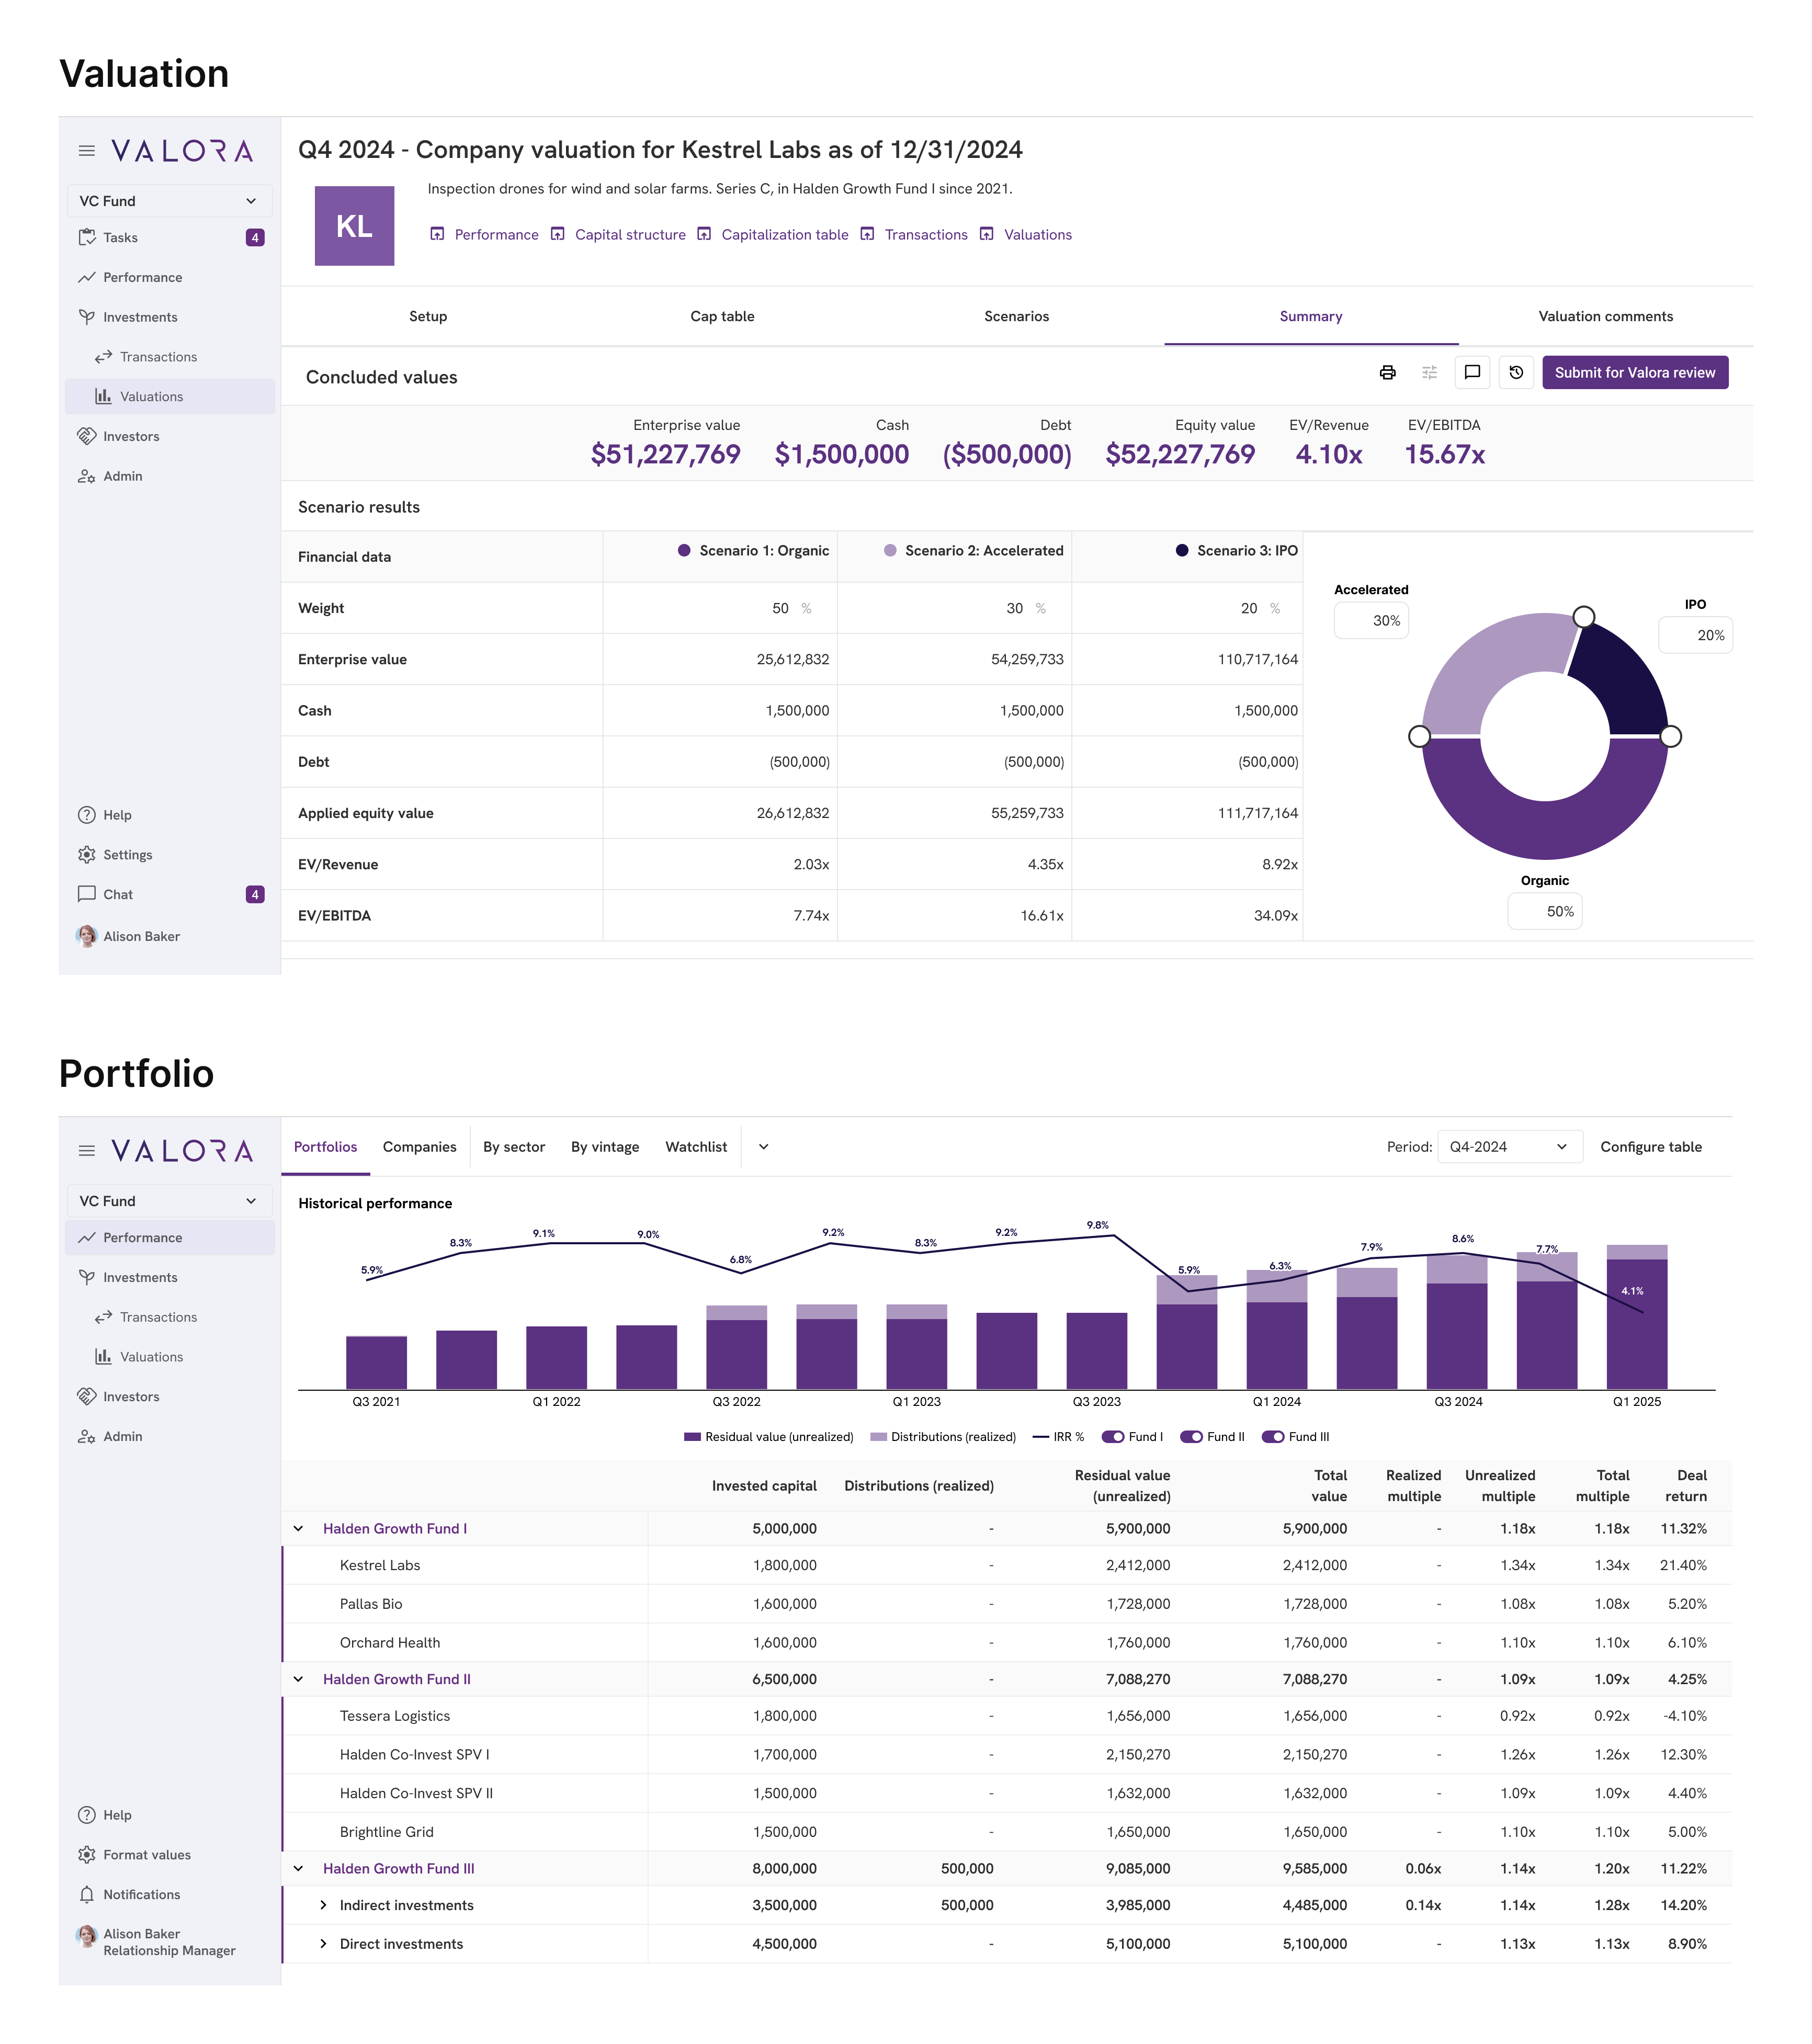 Valuation
VALORA
VC Fund
Tasks 4
Performance
Investments
Transactions
Valuations
Investors
Admin
Help
Settings
Chat 4
Alison Baker
Q4 2024 - Company valuation for Kestrel Labs as of 12/31/2024
KL
Inspection drones for wind and solar farms. Series C, in Halden Growth Fund I since 2021.
Performance Capital structure Capitalization table Transactions Valuations
Setup Cap table Scenarios Summary Valuation comments
Concluded values
Submit for Valora review
Enterprise value Cash Debt Equity value EV/Revenue EV/EBITDA
$51,227,769 $1,500,000 ($500,000) $52,227,769 4.10x 15.67x
Scenario results
Financial data Scenario 1: Organic Scenario 2: Accelerated Scenario 3: IPO
Weight 50 % 30 % 20 %
Enterprise value 25,612,832 54,259,733 110,717,164
Cash 1,500,000 1,500,000 1,500,000
Debt (500,000) (500,000) (500,000)
Applied equity value 26,612,832 55,259,733 111,717,164
EV/Revenue 2.03x 4.35x 8.92x
EV/EBITDA 7.74x 16.61x 34.09x
Accelerated
30%
IPO
20%
Organic
50%
Portfolio
VALORA
VC Fund
Performance
Investments
Transactions
Valuations
Investors
Admin
Help
Format values
Notifications
Alison Baker
Relationship Manager
Portfolios Companies By sector By vintage Watchlist
Period: Q4-2024 Configure table
Historical performance
5.9% 8.3% 9.1% 9.0% 6.8% 9.2% 8.3% 9.2% 9.8% 5.9% 6.3% 7.9% 8.6% 7.7% 4.1%
Q3 2021 Q1 2022 Q3 2022 Q1 2023 Q3 2023 Q1 2024 Q3 2024 Q1 2025
Residual value (unrealized) Distributions (realized) IRR % Fund I Fund II Fund III
Invested capital Distributions (realized) Residual value (unrealized) Total value Realized multiple Unrealized multiple Total multiple Deal return
Halden Growth Fund I 5,000,000 - 5,900,000 5,900,000 - 1.18x 1.18x 11.32%
Kestrel Labs 1,800,000 - 2,412,000 2,412,000 - 1.34x 1.34x 21.40%
Pallas Bio 1,600,000 - 1,728,000 1,728,000 - 1.08x 1.08x 5.20%
Orchard Health 1,600,000 - 1,760,000 1,760,000 - 1.10x 1.10x 6.10%
Halden Growth Fund II 6,500,000 - 7,088,270 7,088,270 - 1.09x 1.09x 4.25%
Tessera Logistics 1,800,000 - 1,656,000 1,656,000 - 0.92x 0.92x -4.10%
Halden Co-Invest SPV I 1,700,000 - 2,150,270 2,150,270 - 1.26x 1.26x 12.30%
Halden Co-Invest SPV II 1,500,000 - 1,632,000 1,632,000 - 1.09x 1.09x 4.40%
Brightline Grid 1,500,000 - 1,650,000 1,650,000 - 1.10x 1.10x 5.00%
Halden Growth Fund III 8,000,000 500,000 9,085,000 9,585,000 0.06x 1.14x 1.20x 11.22%
Indirect investments 3,500,000 500,000 3,985,000 4,485,000 0.14x 1.14x 1.28x 14.20%
Direct investments 4,500,000 - 5,100,000 5,100,000 - 1.13x 1.13x 8.90%